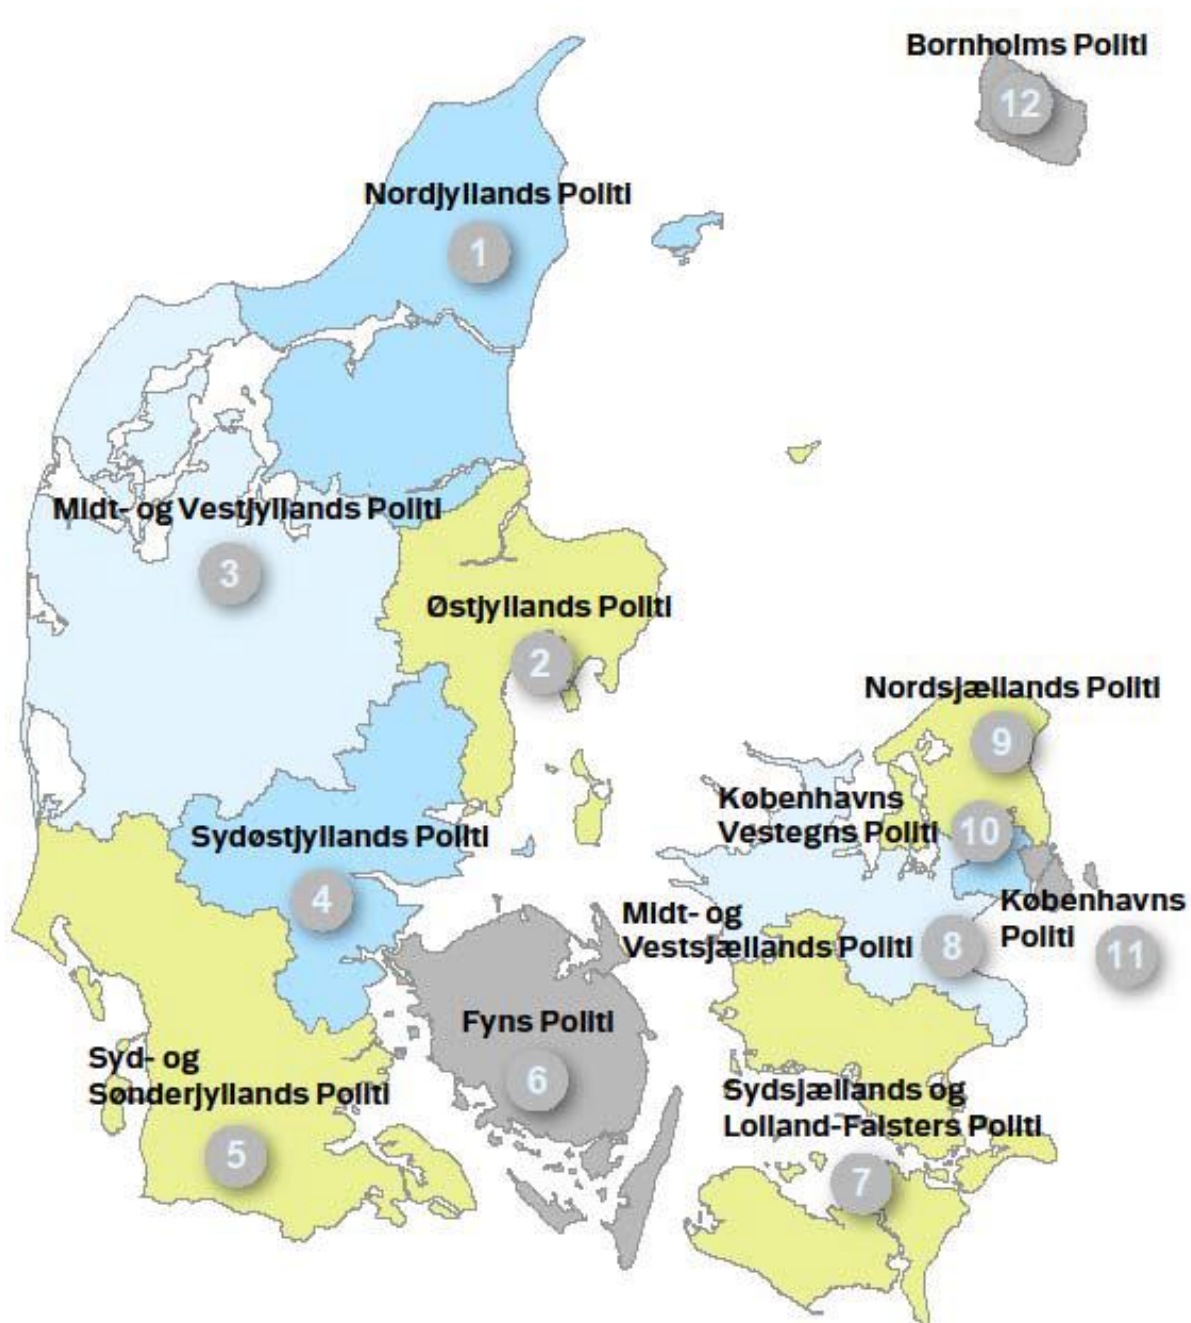 Bornholms Politi
12
Nordjyllands Politi
1
Midt- og Vestjyllands Politi
3
Østjyllands Politi
2
Nordsjællands Politi
9
Københavns
Vestegns Politi
10
Sydøstjyllands Politi
4
Københavns
Politi
11
Midt- og
Vestsjællands Politi
8
Fyns Politi
6
Syd- og
Sønderjyllands Politi
5
Sydsjællands og
Lolland-Falsters Politi
7